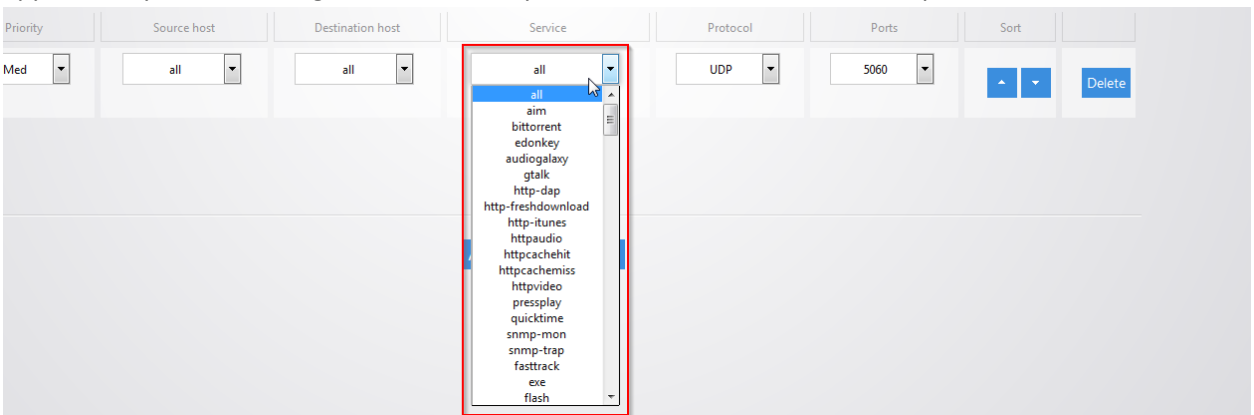 Priority Source host Destination host Service Protocol Ports Sort
Med all all all UDP 5060 Delete
all
aim
bittorrent
edonkey
audiogalaxy
gtalk
http-dap
http-freshdownload
http-itunes
httpaudio
httpcachehit
httpcachemiss
httpvideo
pressplay
quicktime
snmp-mon
snmp-trap
fasttrack
exe
flash